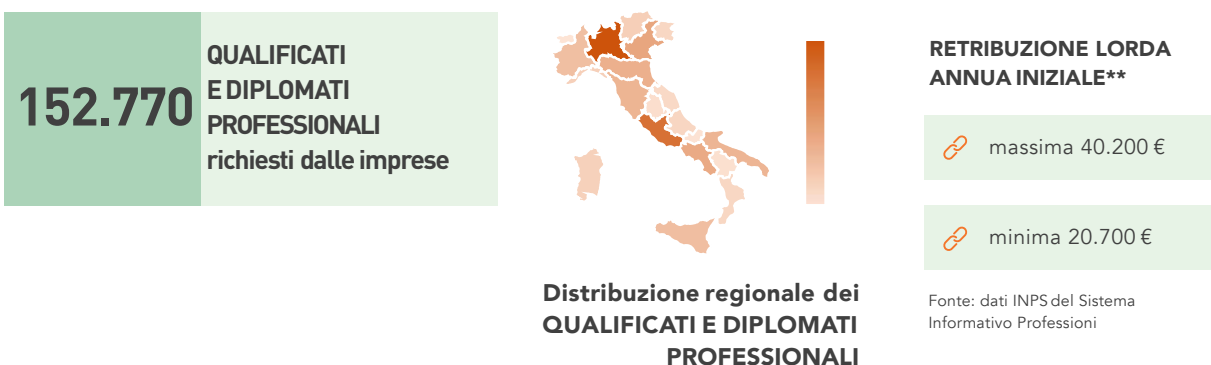 152.770
QUALIFICATI
E DIPLOMATI
PROFESSIONALI
richiesti dalle imprese
Distribuzione regionale dei
QUALIFICATI E DIPLOMATI
PROFESSIONALI
RETRIBUZIONE LORDA
ANNUA INIZIALE**
massima 40.200 €
minima 20.700 €
Fonte: dati INPS del Sistema
Informativo Professioni